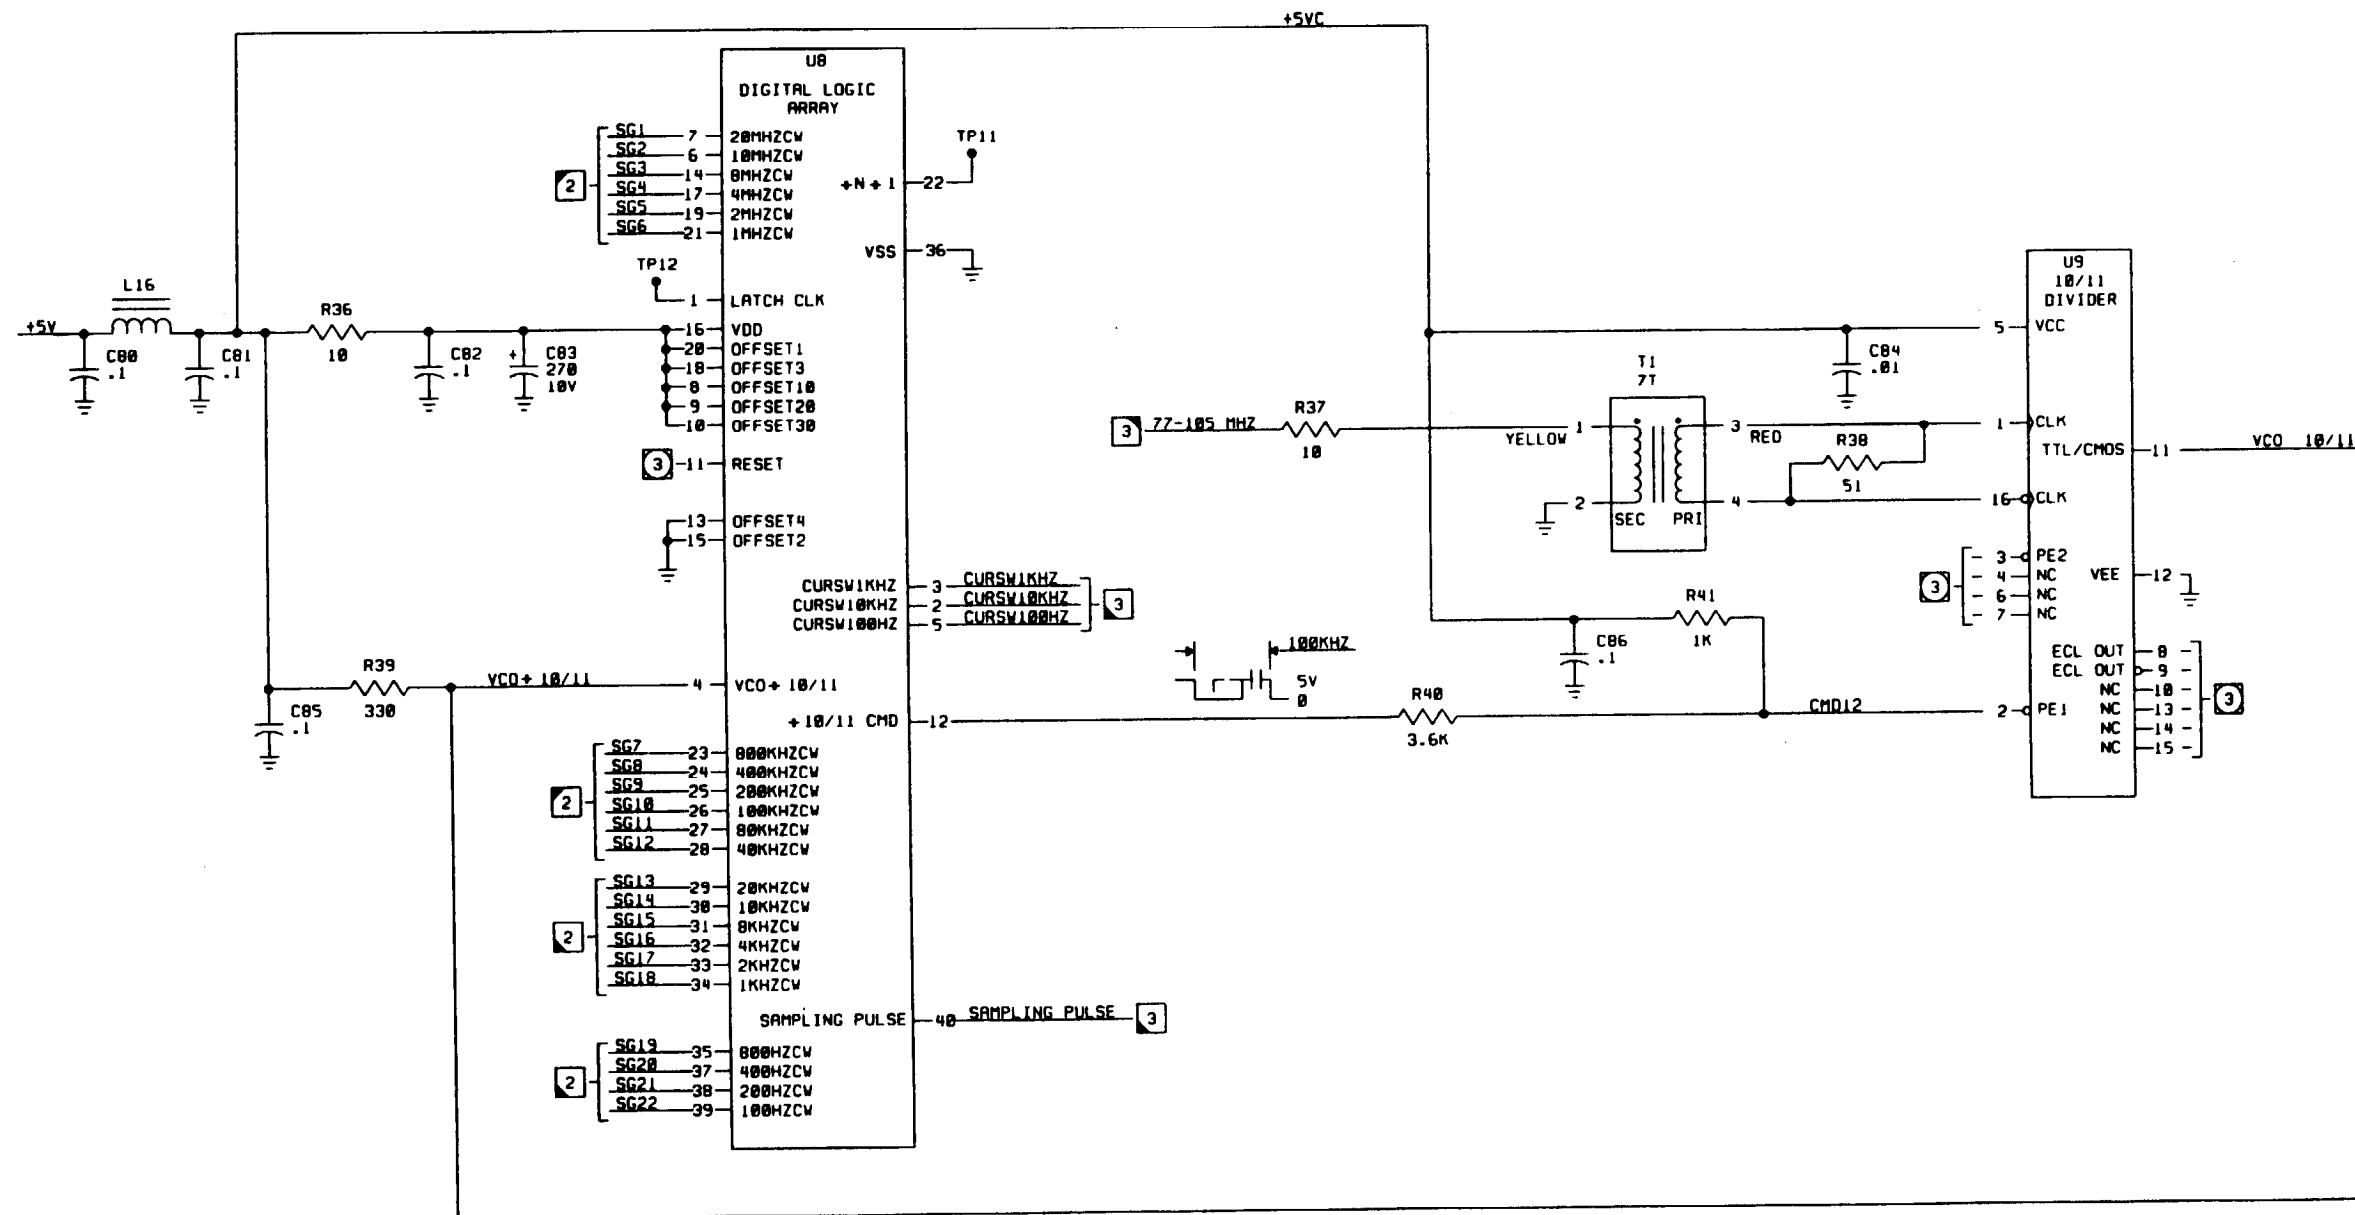 +5VC
U8
DIGITAL LOGIC
ARRAY
SG1 7 20MHZCW
SG2 6 10MHZCW
SG3 14 8MHZCW
SG4 17 4MHZCW
SG5 19 2MHZCW
SG6 21 1MHZCW
2
+N+1 22
TP11
VSS 36
TP12
1 LATCH CLK
+5V
L16
C80
.1
C81
.1
R36
10
C82
.1
+
C83
270
10V
16 VDD
20 OFFSET1
18 OFFSET3
8 OFFSET10
9 OFFSET20
10 OFFSET30
3 11 RESET
13 OFFSET4
15 OFFSET2
CURSW1KHZ 3 CURSW1KHZ
CURSW10KHZ 2 CURSW10KHZ
CURSW100HZ 5 CURSW100HZ
3
R39
330
C85
.1
VCO+ 10/11 4 VCO+ 10/11
+10/11 CMD 12
100KHZ
5V
0
R40
3.6K
C86
.1
R41
1K
CMD12
SG7 23 800KHZCW
SG8 24 400KHZCW
SG9 25 200KHZCW
SG10 26 100KHZCW
SG11 27 80KHZCW
SG12 28 40KHZCW
2
SG13 29 20KHZCW
SG14 30 10KHZCW
SG15 31 8KHZCW
SG16 32 4KHZCW
SG17 33 2KHZCW
SG18 34 1KHZCW
2
SAMPLING PULSE 40 SAMPLING PULSE 3
SG19 35 800HZCW
SG20 37 400HZCW
SG21 38 200HZCW
SG22 39 100HZCW
2
3 77-105 MHZ
R37
10
YELLOW 1
2
T1
7T
SEC PRI
3 RED
4
R38
51
C84
.01
U9
10/11
DIVIDER
5 VCC
1 CLK
TTL/CMOS 11 VCO 10/11
16 CLK
3 PE2
4 NC
6 NC
7 NC
3
VEE 12
ECL OUT 8
ECL OUT 9
NC 10
NC 13
NC 14
NC 15
3
2 PE1